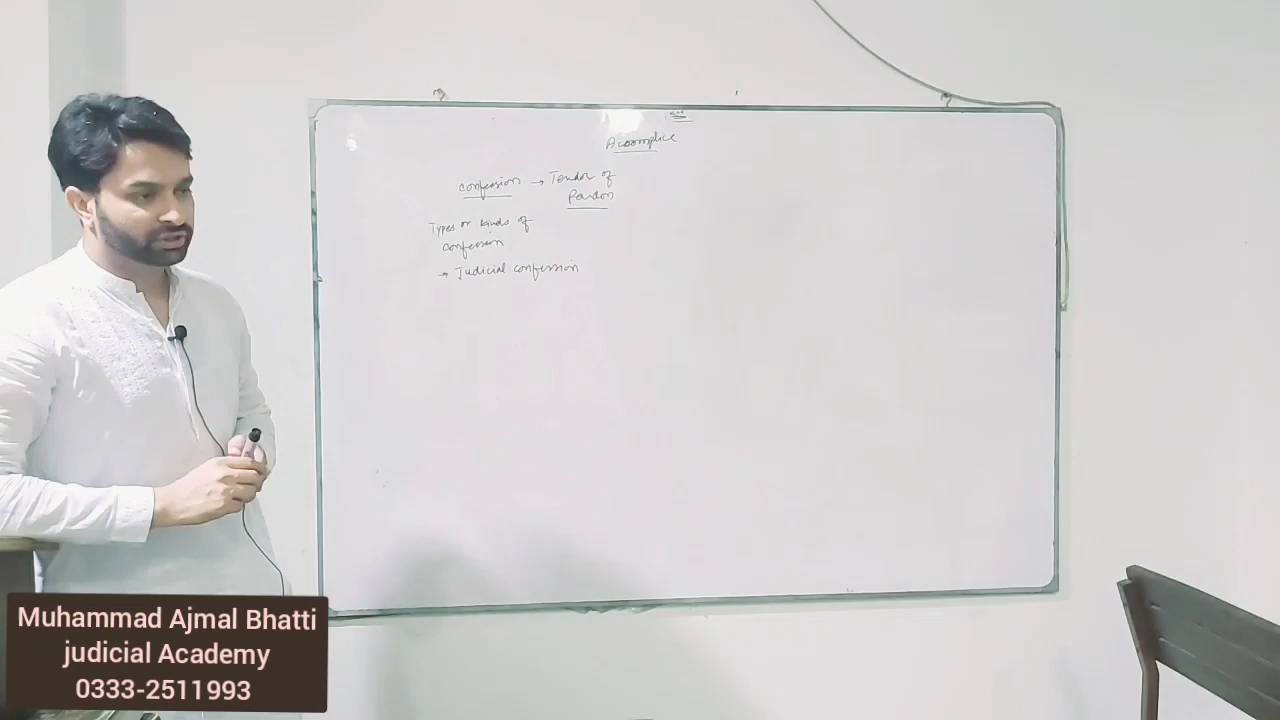 Accomplice
confession → Tender of
Pardon
Types or kinds of
confession
→ Judicial confession
Muhammad Ajmal Bhatti
judicial Academy
0333-2511993